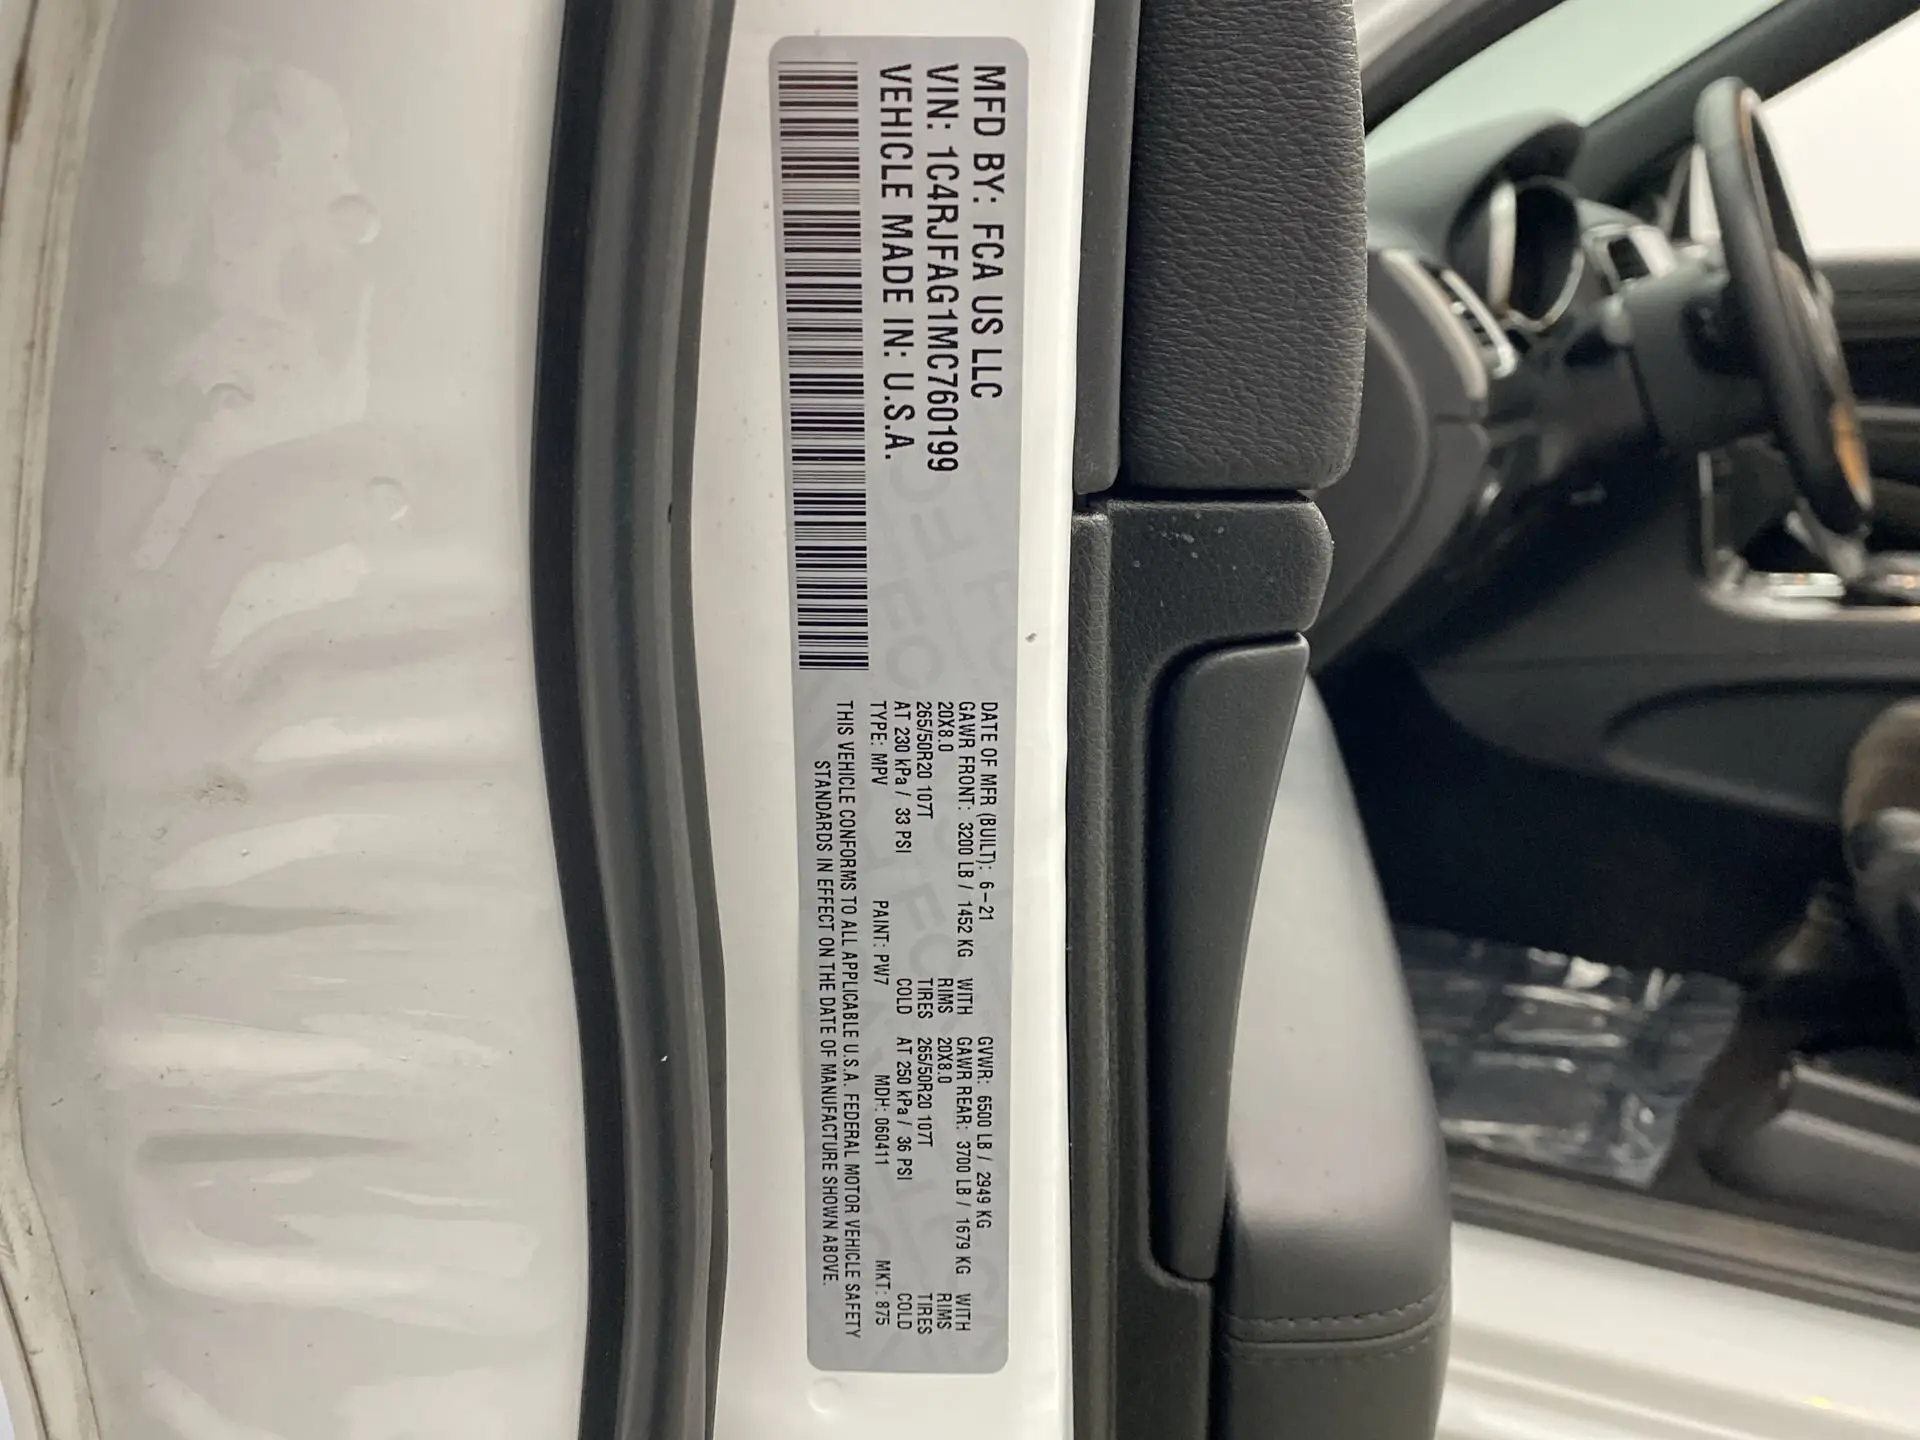 MFD BY: FCA US LLC
VIN: 1C4RJFAG1MC760199
VEHICLE MADE IN: U.S.A.
DATE OF MFR (BUILT): 6-21 GVWR: 6500 LB / 2949 KG
GAWR FRONT: 3200 LB / 1452 KG WITH GAWR REAR: 3700 LB / 1679 KG WITH
20X8.0 RIMS 20X8.0 RIMS
265/50R20 107T TIRES 265/50R20 107T TIRES
AT 230 kPa / 33 PSI COLD AT 250 kPa / 36 PSI COLD
TYPE: MPV PAINT: PW7 MDH: 060411 MKT: 875
THIS VEHICLE CONFORMS TO ALL APPLICABLE U.S.A. FEDERAL MOTOR VEHICLE SAFETY
STANDARDS IN EFFECT ON THE DATE OF MANUFACTURE SHOWN ABOVE.